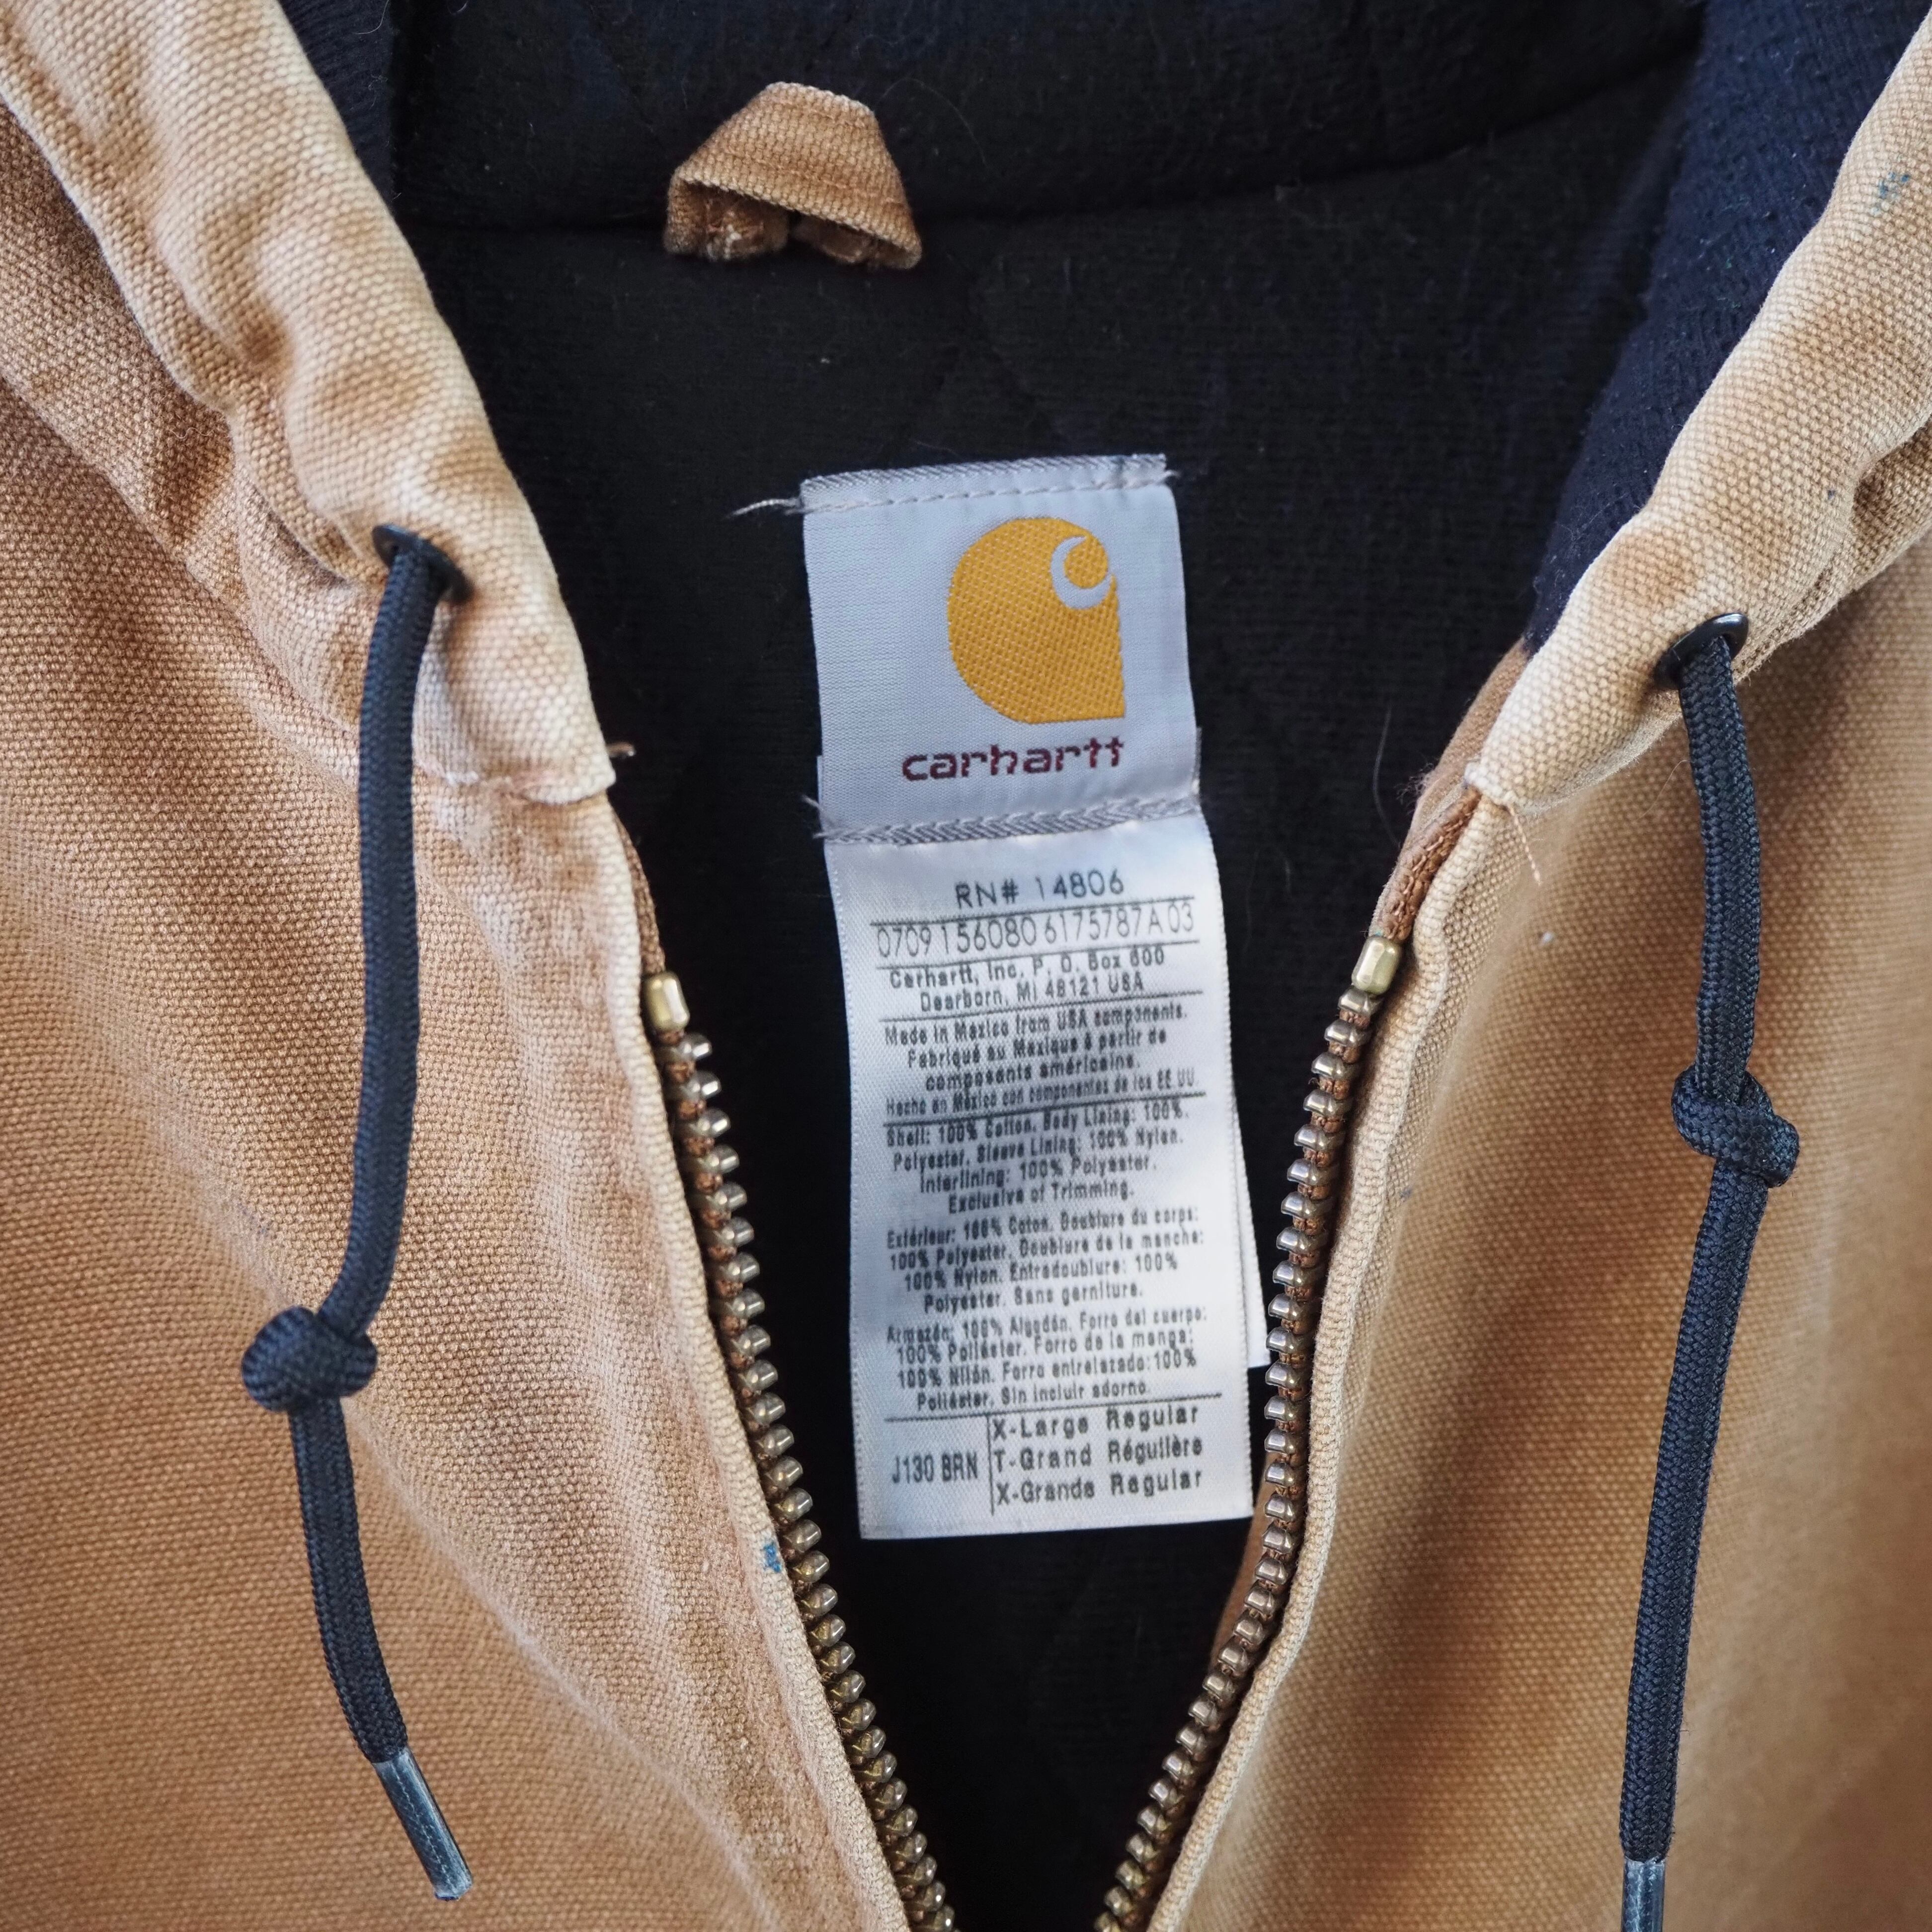 carhartt
RN# 14806
0709 156080 6175787A 03
Carhartt, Inc. P. O. Box 600
Dearborn, MI 48121 USA
Made in Mexico from USA components.
Fabriqué au Mexique à partir de
composants américains.
Hecho en México con componentes de los EE.UU.
Shell: 100% Cotton. Body Lining: 100%.
Polyester. Sleeve Lining: 100% Nylon.
Interlining: 100% Polyester.
Exclusive of Trimming.
Extérieur: 100% Coton. Doublure du corps:
100% Polyester. Doublure de la manche:
100% Nylon. Entredoublure: 100%
Polyester. Sans garniture.
Armazón: 100% Algodón. Forro del cuerpo:
100% Poliéster. Forro de la manga:
100% Nilón. Forro entrelazado:100%
Poliéster. Sin incluir adorno.
J130 BRN
X-Large Regular
T-Grand Régulière
X-Grande Regular